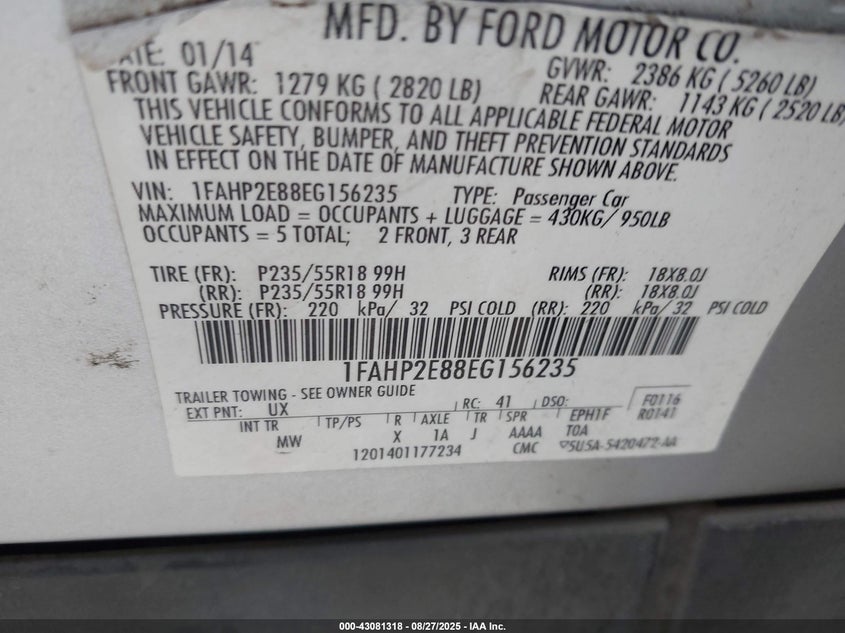 MFD. BY FORD MOTOR CO.
01/14
GVWR: 2386 KG ( 5260 LB)
FRONT GAWR: 1279 KG ( 2820 LB)
REAR GAWR: 1143 KG ( 2520 LB)
THIS VEHICLE CONFORMS TO ALL APPLICABLE FEDERAL MOTOR
VEHICLE SAFETY, BUMPER, AND THEFT PREVENTION STANDARDS
IN EFFECT ON THE DATE OF MANUFACTURE SHOWN ABOVE.
VIN: 1FAHP2E88EG156235 TYPE: Passenger Car
MAXIMUM LOAD = OCCUPANTS + LUGGAGE = 430KG/ 950LB
OCCUPANTS = 5 TOTAL; 2 FRONT, 3 REAR
TIRE (FR): P235/55R18 99H RIMS (FR): 18X8.0J
(RR): P235/55R18 99H (RR): 18X8.0J
PRESSURE (FR): 220 kPa/ 32 PSI COLD (RR): 220 kPa/ 32 PSI COLD
1FAHP2E88EG156235
TRAILER TOWING - SEE OWNER GUIDE
EXT PNT: UX RC: 41 DSO: F0116
R0141
INT TR TP/PS R AXLE TR SPR EPH1F
MW X 1A J AAAA T0A
1201401177234 CMC 5U5A-5420472-AA
000-43081318 - 08/27/2025 - IAA Inc.